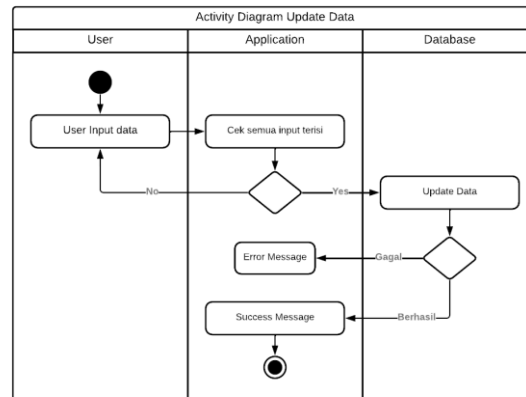 Activity Diagram Update Data
User
Application
Database
User Input data
Cek semua input terisi
No
Yes
Update Data
Error Message
Gagal
Success Message
Berhasil